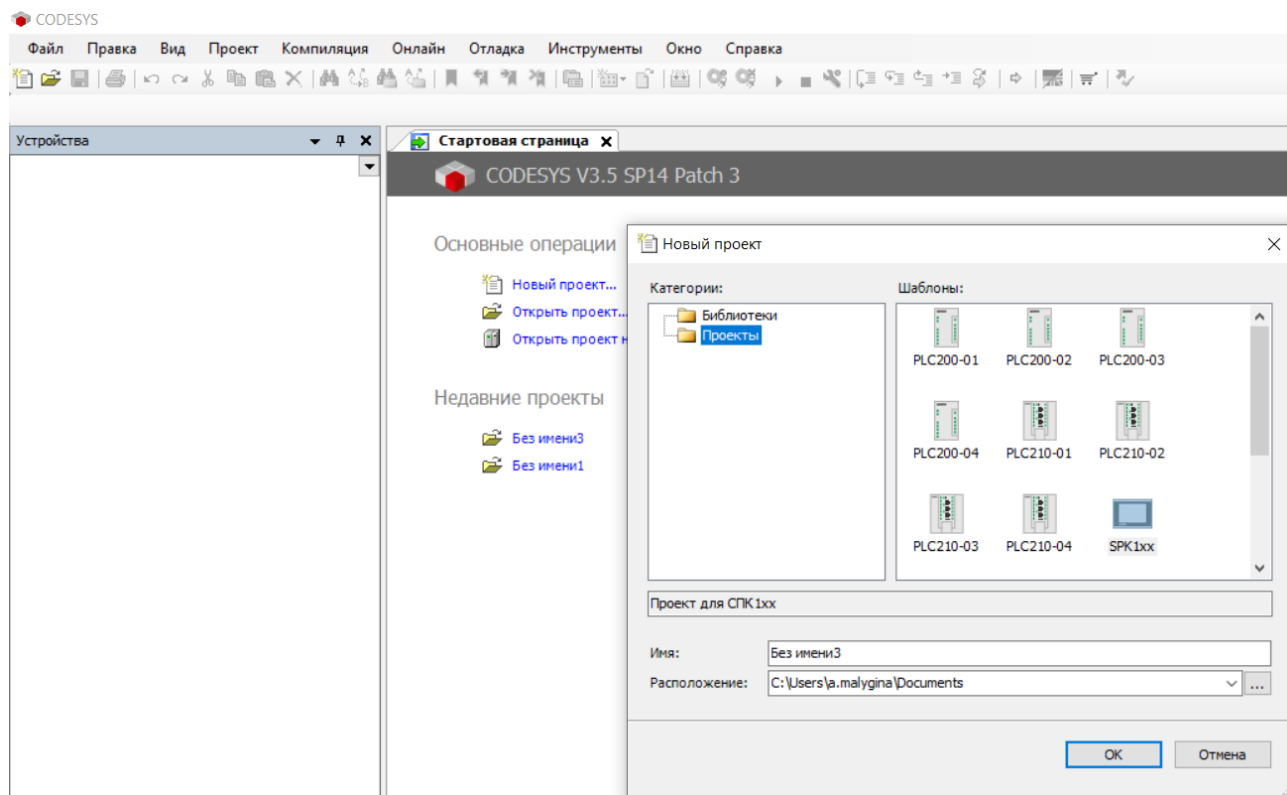 CODESYS
Файл Правка Вид Проект Компиляция Онлайн Отладка Инструменты Окно Справка
Устройства
Стартовая страница
CODESYS V3.5 SP14 Patch 3
Основные операции
Новый проект...
Открыть проект...
Открыть проект н
Недавние проекты
Без имени3
Без имени1
Новый проект
Категории:
Библиотеки
Проекты
Шаблоны:
PLC200-01 PLC200-02 PLC200-03
PLC200-04 PLC210-01 PLC210-02
PLC210-03 PLC210-04 SPK1xx
Проект для СПК1xx
Имя: Без имени3
Расположение: C:\Users\a.malygina\Documents ...
OK Отмена